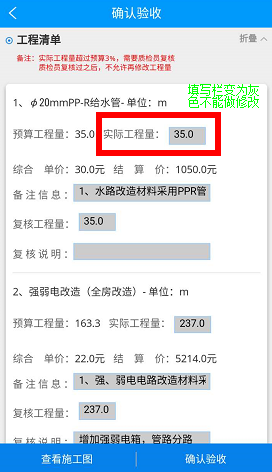 确认验收
工程清单 折叠
备注：实际工程量超过预算3%，需要质检员复核
质检员复核过之后，不允许再修改工程量
填写栏变为灰
色不能做修改
1、φ20mmPP-R给水管- 单位：m
预算工程量：35.0 实际工程量：35.0
综合 单价：30.0元 结 算 价：1050.0元
备注信息：1、水路改造材料采用PPR管
复核工程量：35.0
复核说明：
2、强弱电改造（全房改造）- 单位：m
预算工程量：163.3 实际工程量：237.0
综合 单价：22.0元 结 算 价：5214.0元
备注信息：1、强、弱电电路改造材料采
复核工程量：237.0
复核说明：增加强弱电箱，管路分路
查看施工图 确认验收